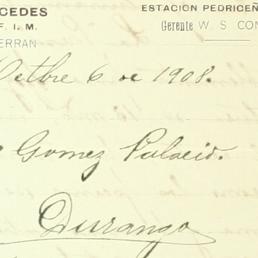 CEDES ESTACION PEDRICEÑ
F. I. M. Gerente W. S. CON
ERRAN
Octbre 6 de 1908.
Gomez Palacio.
Durango